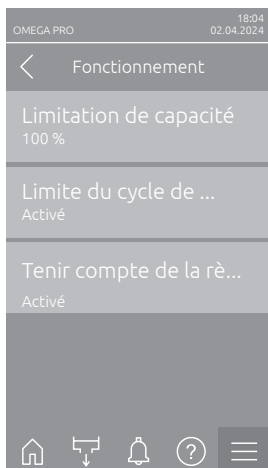 18:04
OMEGA PRO 02.04.2024
Fonctionnement
Limitation de capacité
100 %
Limite du cycle de ...
Activé
Tenir compte de la rè...
Activé
?